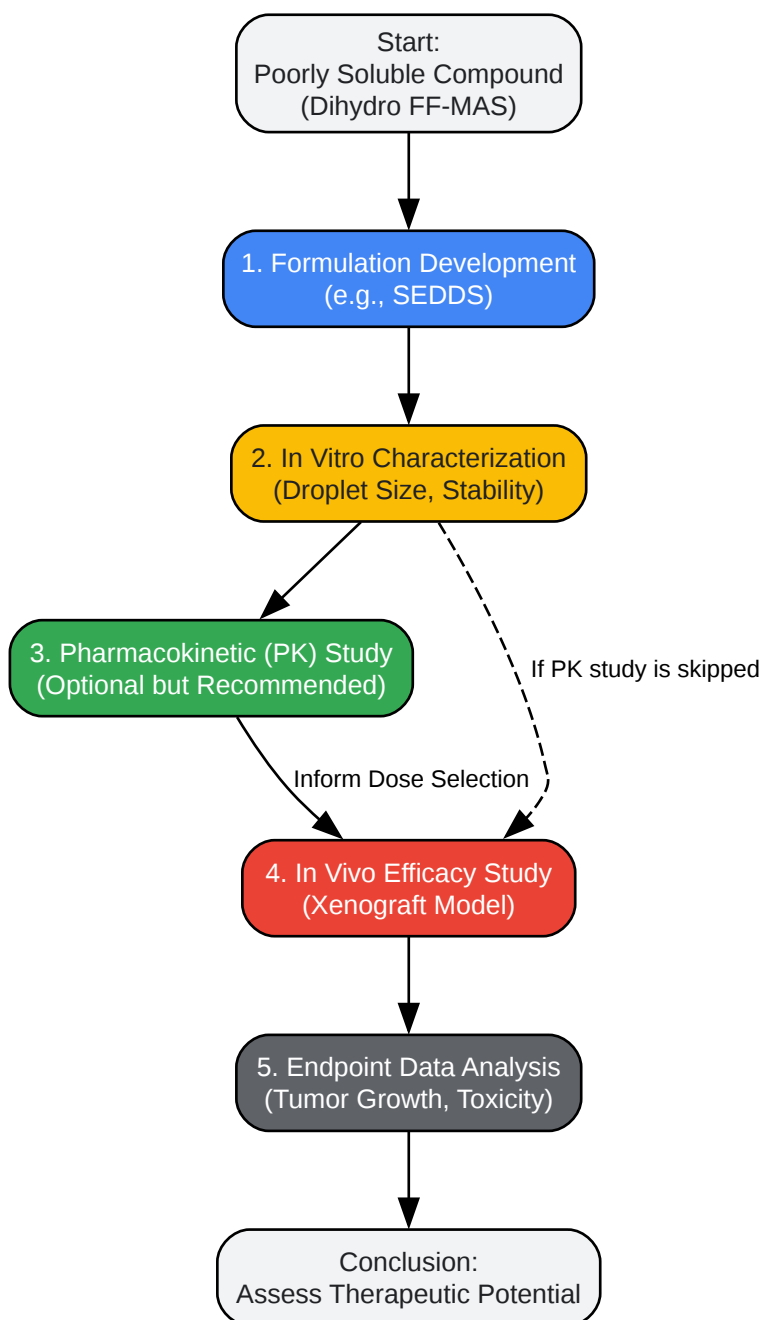 Start:
Poorly Soluble Compound
(Dihydro FF-MAS)
1. Formulation Development
(e.g., SEDDS)
2. In Vitro Characterization
(Droplet Size, Stability)
3. Pharmacokinetic (PK) Study
(Optional but Recommended)
If PK study is skipped
Inform Dose Selection
4. In Vivo Efficacy Study
(Xenograft Model)
5. Endpoint Data Analysis
(Tumor Growth, Toxicity)
Conclusion:
Assess Therapeutic Potential